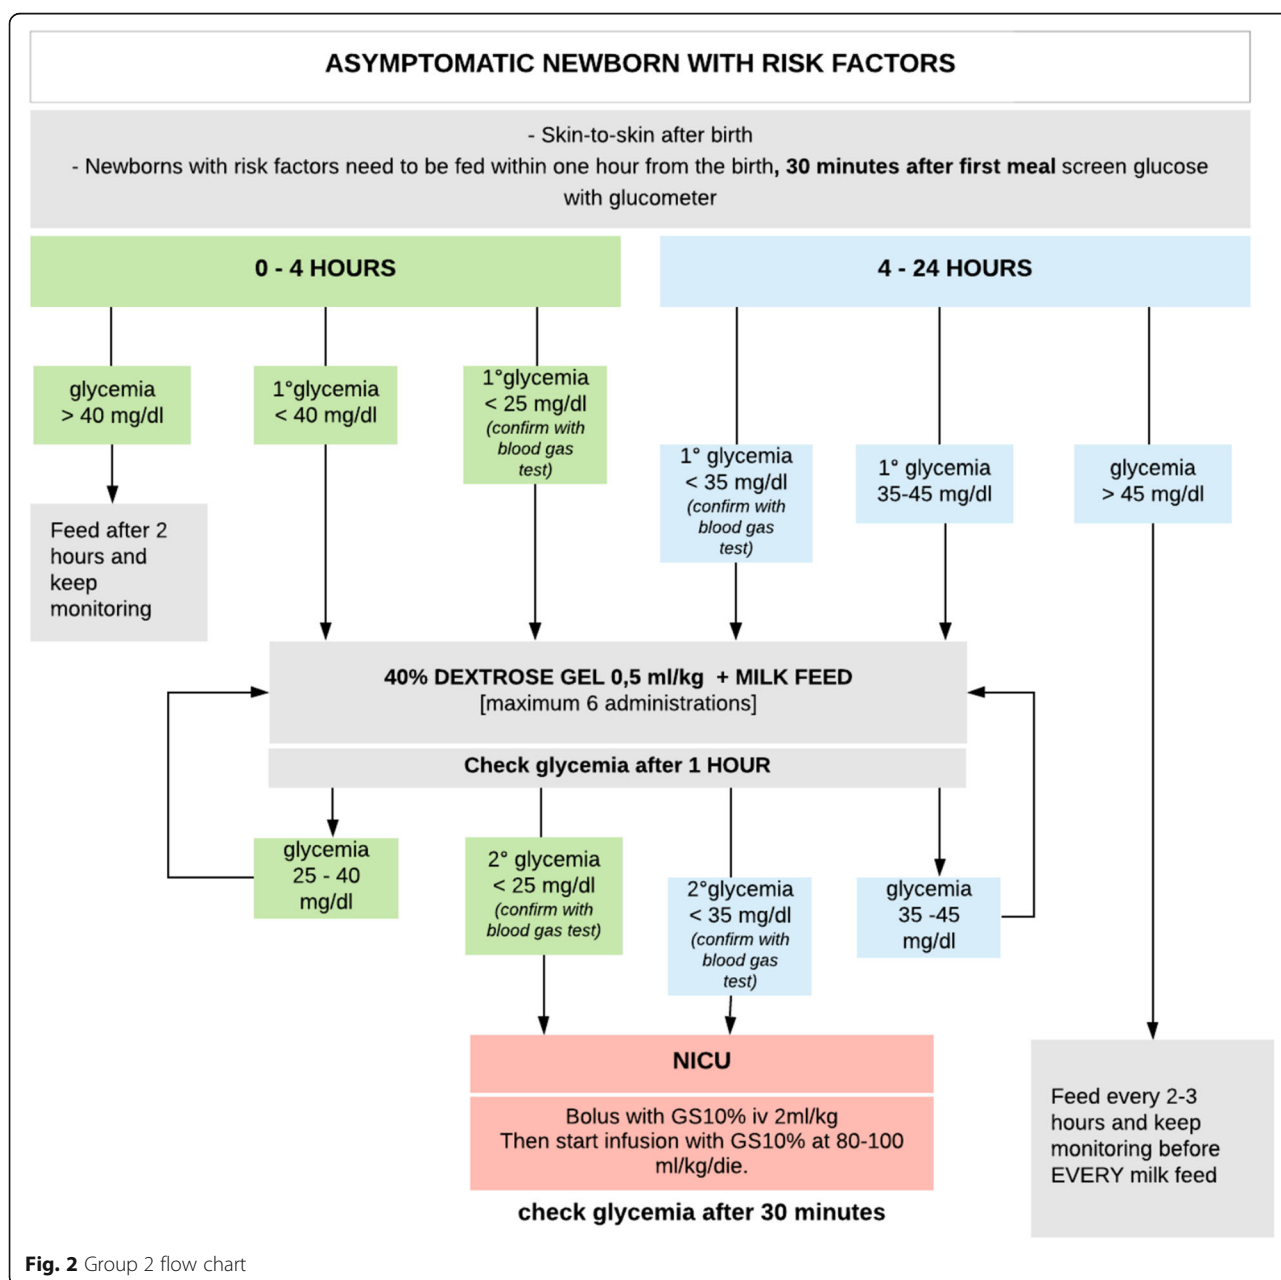 ASYMPTOMATIC NEWBORN WITH RISK FACTORS
- Skin-to-skin after birth
- Newborns with risk factors need to be fed within one hour from the birth, 30 minutes after first meal screen glucose
with glucometer
0 - 4 HOURS
4 - 24 HOURS
glycemia
> 40 mg/dl
1°glycemia
< 40 mg/dl
1°glycemia
< 25 mg/dl
(confirm with
blood gas
test)
1° glycemia
< 35 mg/dl
(confirm with
blood gas
test)
1° glycemia
35-45 mg/dl
glycemia
> 45 mg/dl
Feed after 2
hours and
keep
monitoring
40% DEXTROSE GEL 0,5 ml/kg + MILK FEED
[maximum 6 administrations]
Check glycemia after 1 HOUR
glycemia
25 - 40
mg/dl
2° glycemia
< 25 mg/dl
(confirm with
blood gas test)
2°glycemia
< 35 mg/dl
(confirm with
blood gas
test)
glycemia
35 -45
mg/dl
NICU
Bolus with GS10% iv 2ml/kg
Then start infusion with GS10% at 80-100
ml/kg/die.
check glycemia after 30 minutes
Feed every 2-3
hours and keep
monitoring before
EVERY milk feed
Fig. 2 Group 2 flow chart